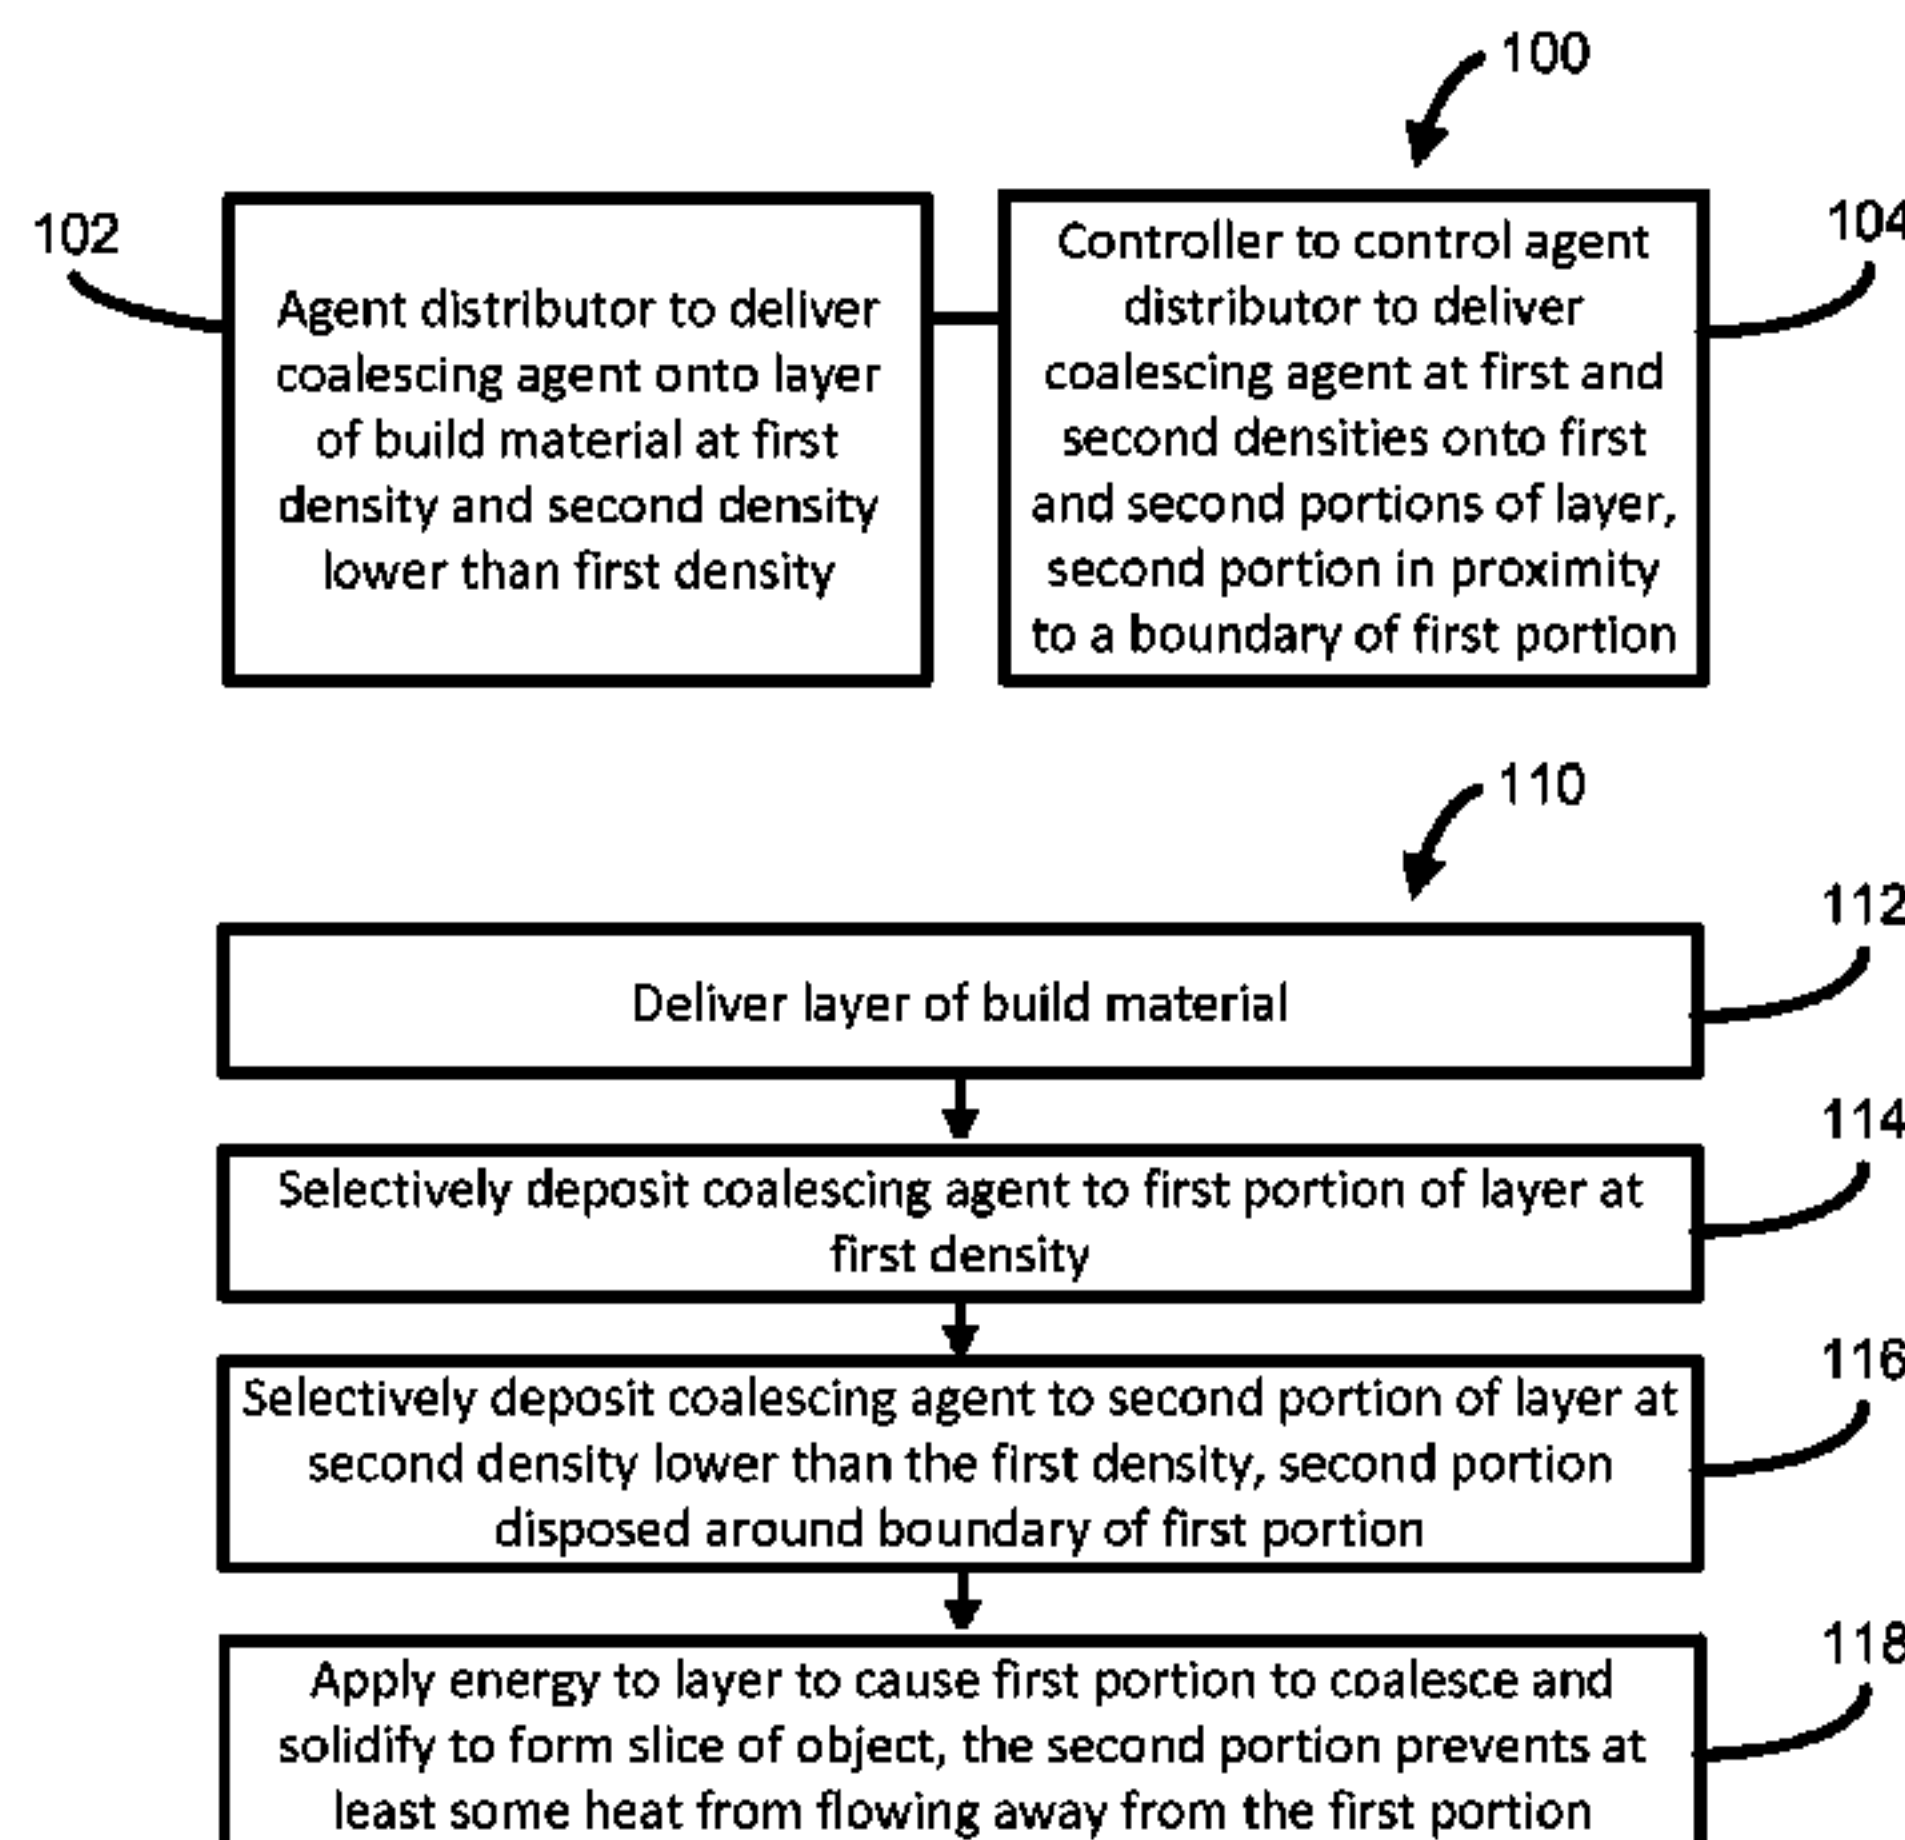 100
102
Agent distributor to deliver
coalescing agent onto layer
of build material at first
density and second density
lower than first density
Controller to control agent
distributor to deliver
coalescing agent at first and
second densities onto first
and second portions of layer,
second portion in proximity
to a boundary of first portion
104
110
Deliver layer of build material
112
Selectively deposit coalescing agent to first portion of layer at
first density
114
Selectively deposit coalescing agent to second portion of layer at
second density lower than the first density, second portion
disposed around boundary of first portion
116
Apply energy to layer to cause first portion to coalesce and
solidify to form slice of object, the second portion prevents at
least some heat from flowing away from the first portion
118